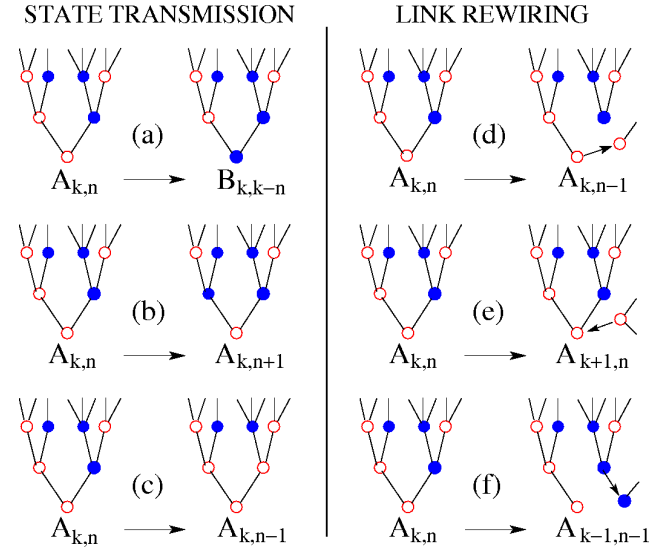 STATE TRANSMISSION
LINK REWIRING
(a)
A_{k,n} B_{k,k-n}
(d)
A_{k,n} A_{k,n-1}
(b)
A_{k,n} A_{k,n+1}
(e)
A_{k,n} A_{k+1,n}
(c)
A_{k,n} A_{k,n-1}
(f)
A_{k,n} A_{k-1,n-1}